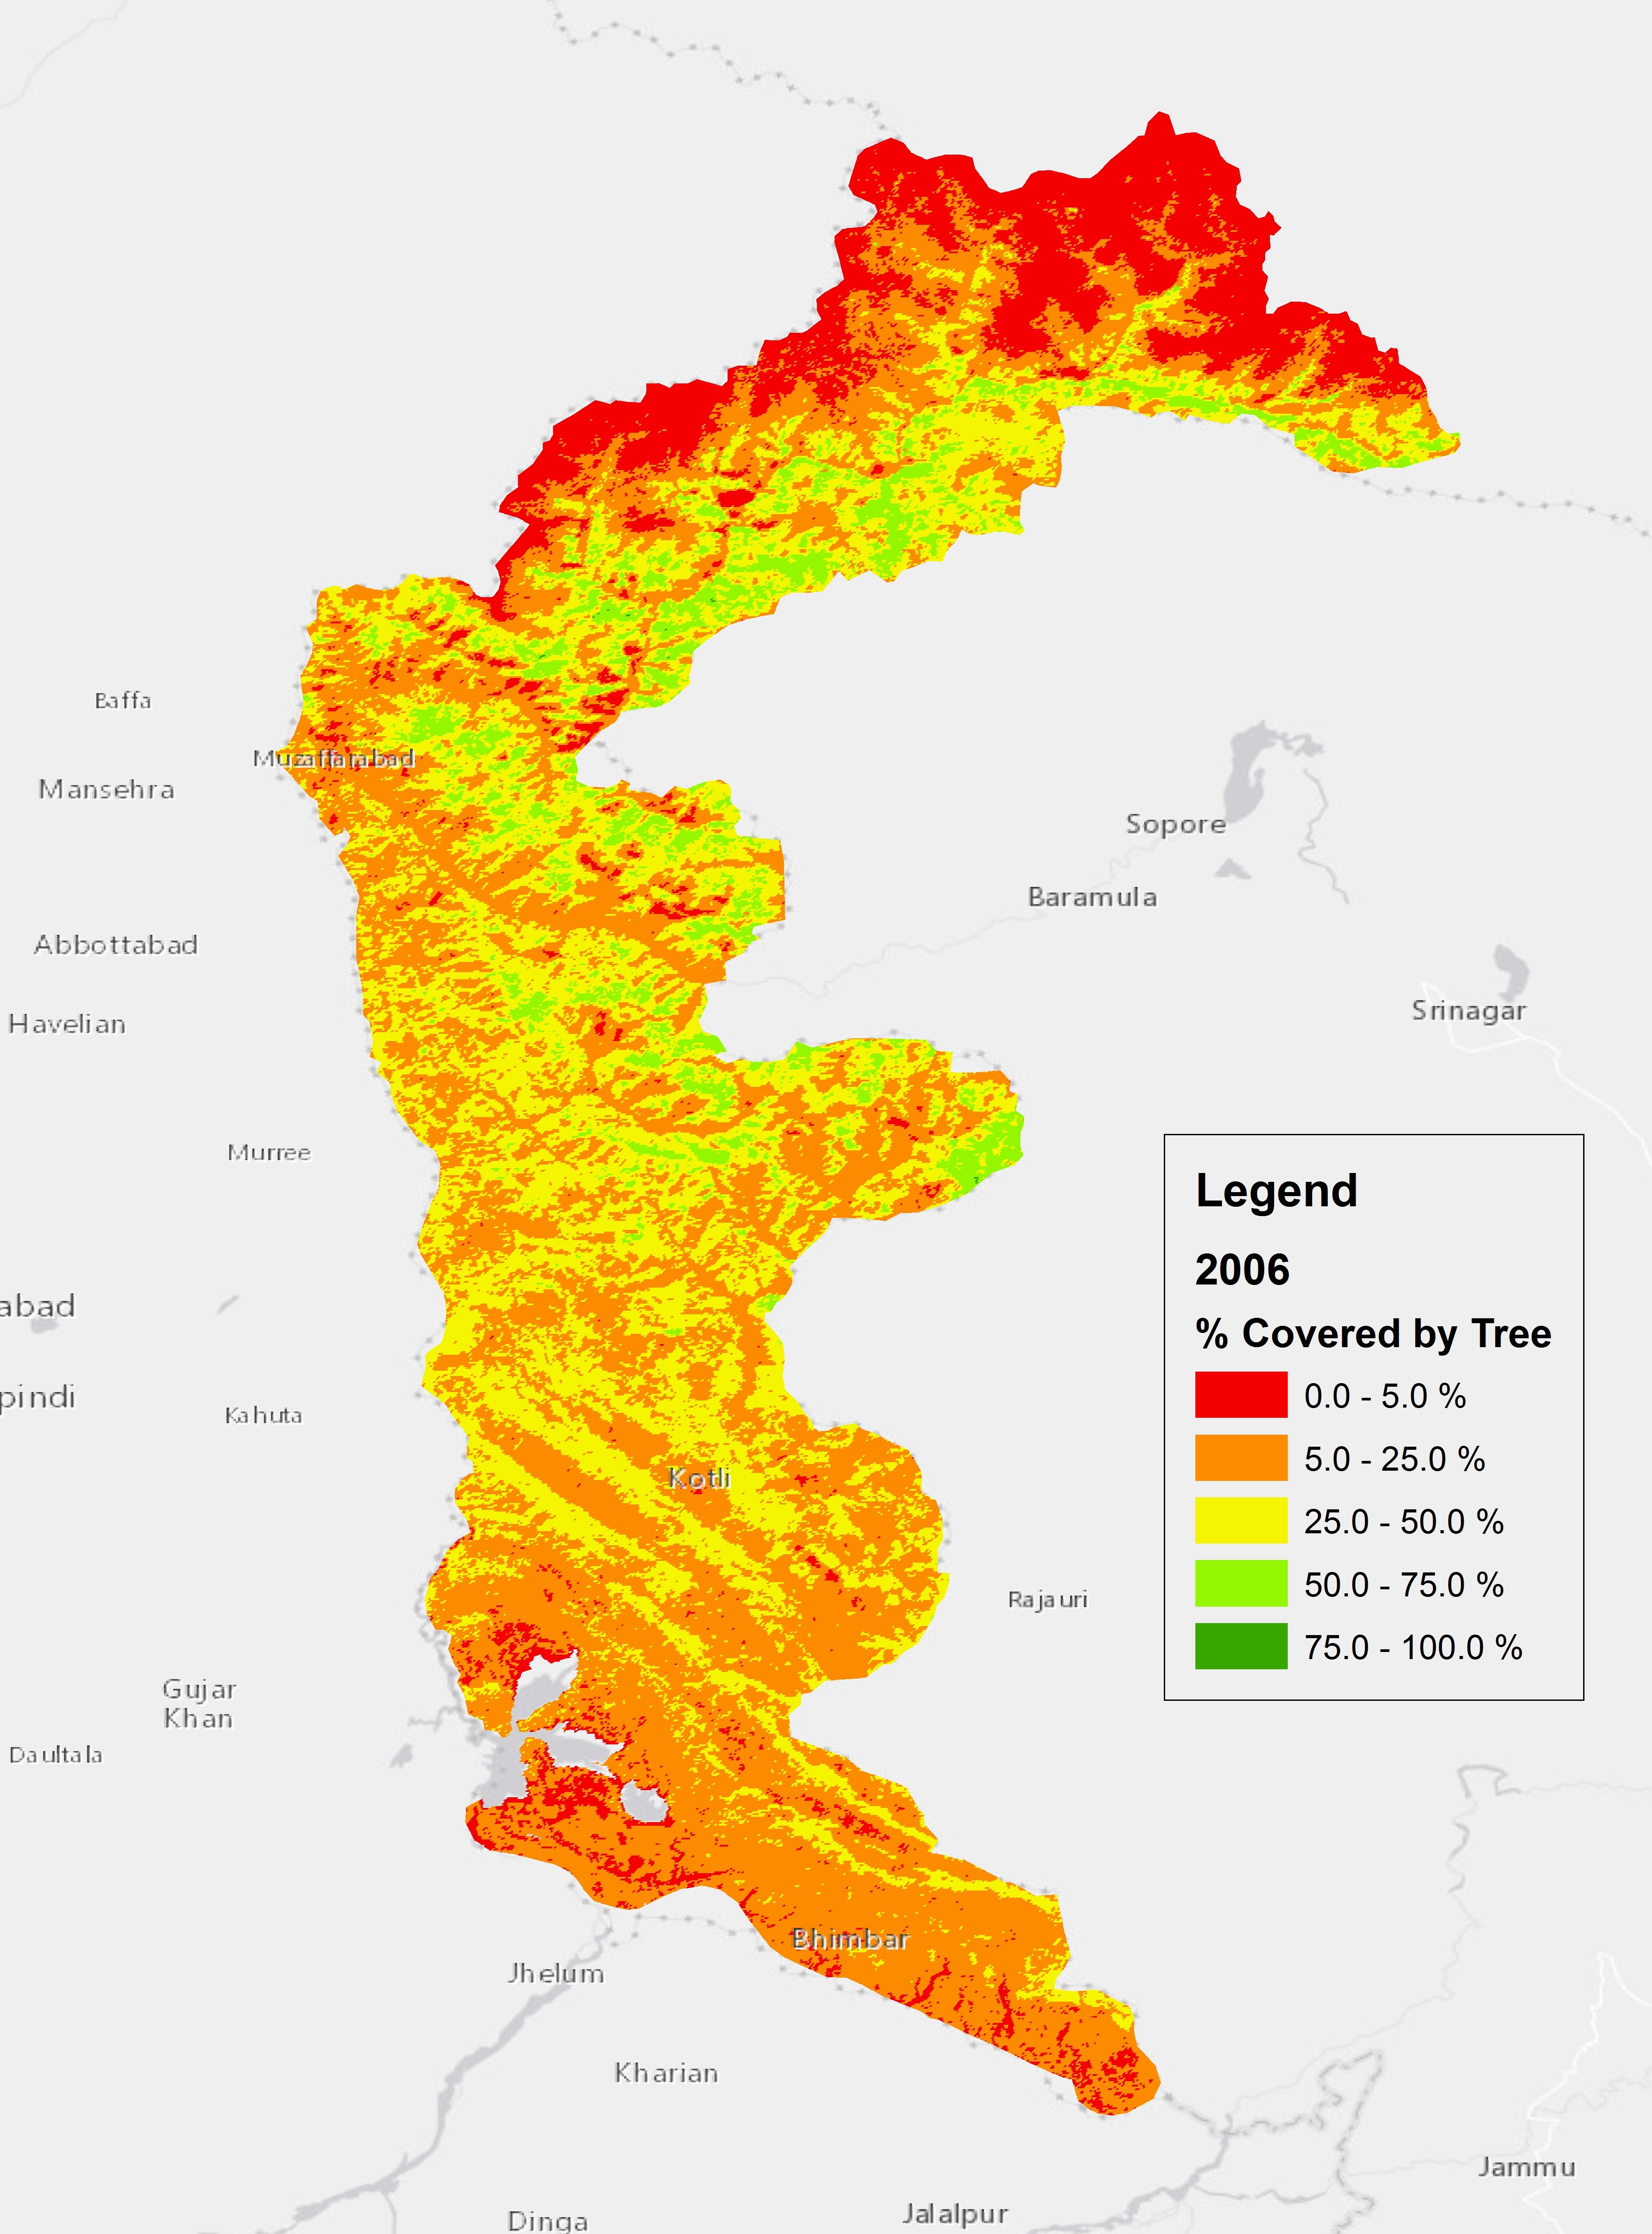 Baffa
Muzaffarabad
Mansehra
Sopore
Baramula
Abbottabad
Srinagar
Havelian
Murree
Legend
2006
% Covered by Tree
0.0 - 5.0 %
5.0 - 25.0 %
25.0 - 50.0 %
50.0 - 75.0 %
75.0 - 100.0 %
abad
pindi
Kahuta
Kotli
Rajauri
Gujar
Khan
Daultala
Bhimbar
Jhelum
Kharian
Jammu
Jalalpur
Dinga